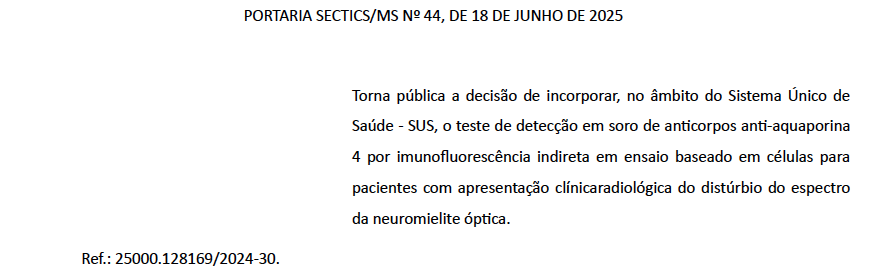 PORTARIA SECTICS/MS Nº 44, DE 18 DE JUNHO DE 2025
Torna pública a decisão de incorporar, no âmbito do Sistema Único de
Saúde - SUS, o teste de detecção em soro de anticorpos anti-aquaporina
4 por imunofluorescência indireta em ensaio baseado em células para
pacientes com apresentação clínicaradiológica do distúrbio do espectro
da neuromielite óptica.
Ref.: 25000.128169/2024-30.